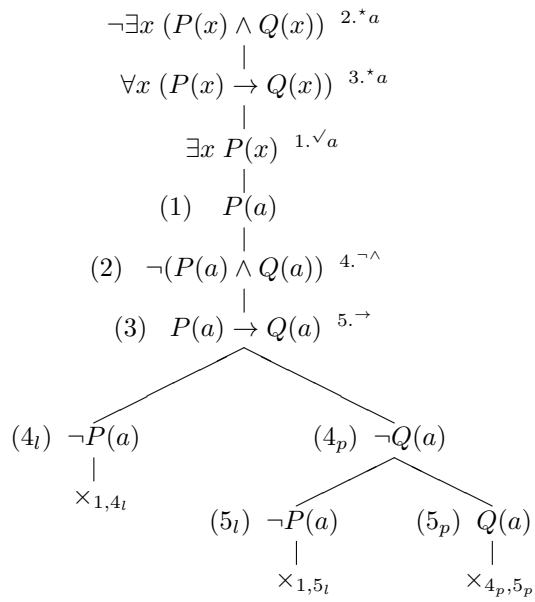 ¬∃x (P(x) ∧ Q(x)) 2.⋆a
∀x (P(x) → Q(x)) 3.⋆a
∃x P(x) 1.√a
(1) P(a)
(2) ¬(P(a) ∧ Q(a)) 4.¬∧
(3) P(a) → Q(a) 5.→
(4l) ¬P(a) (4p) ¬Q(a)
×1,4l
(5l) ¬P(a) (5p) Q(a)
×1,5l ×4p,5p